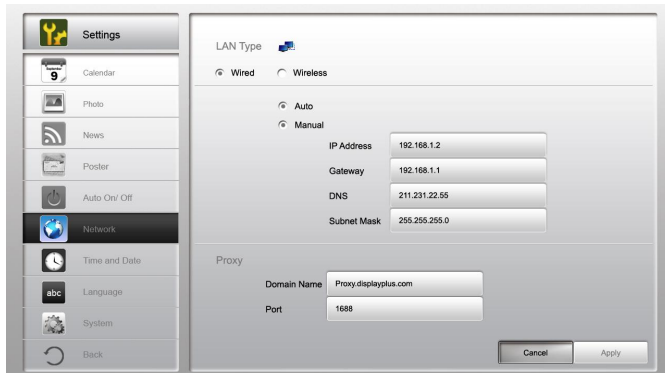 Settings
September
9
Calendar
Photo
News
Poster
Auto On/ Off
Network
Time and Date
abc
Language
System
Back
LAN Type
Wired
Wireless
Auto
Manual
IP Address 192.168.1.2
Gateway 192.168.1.1
DNS 211.231.22.55
Subnet Mask 255.255.255.0
Proxy
Domain Name Proxy.displayplus.com
Port 1688
Cancel
Apply